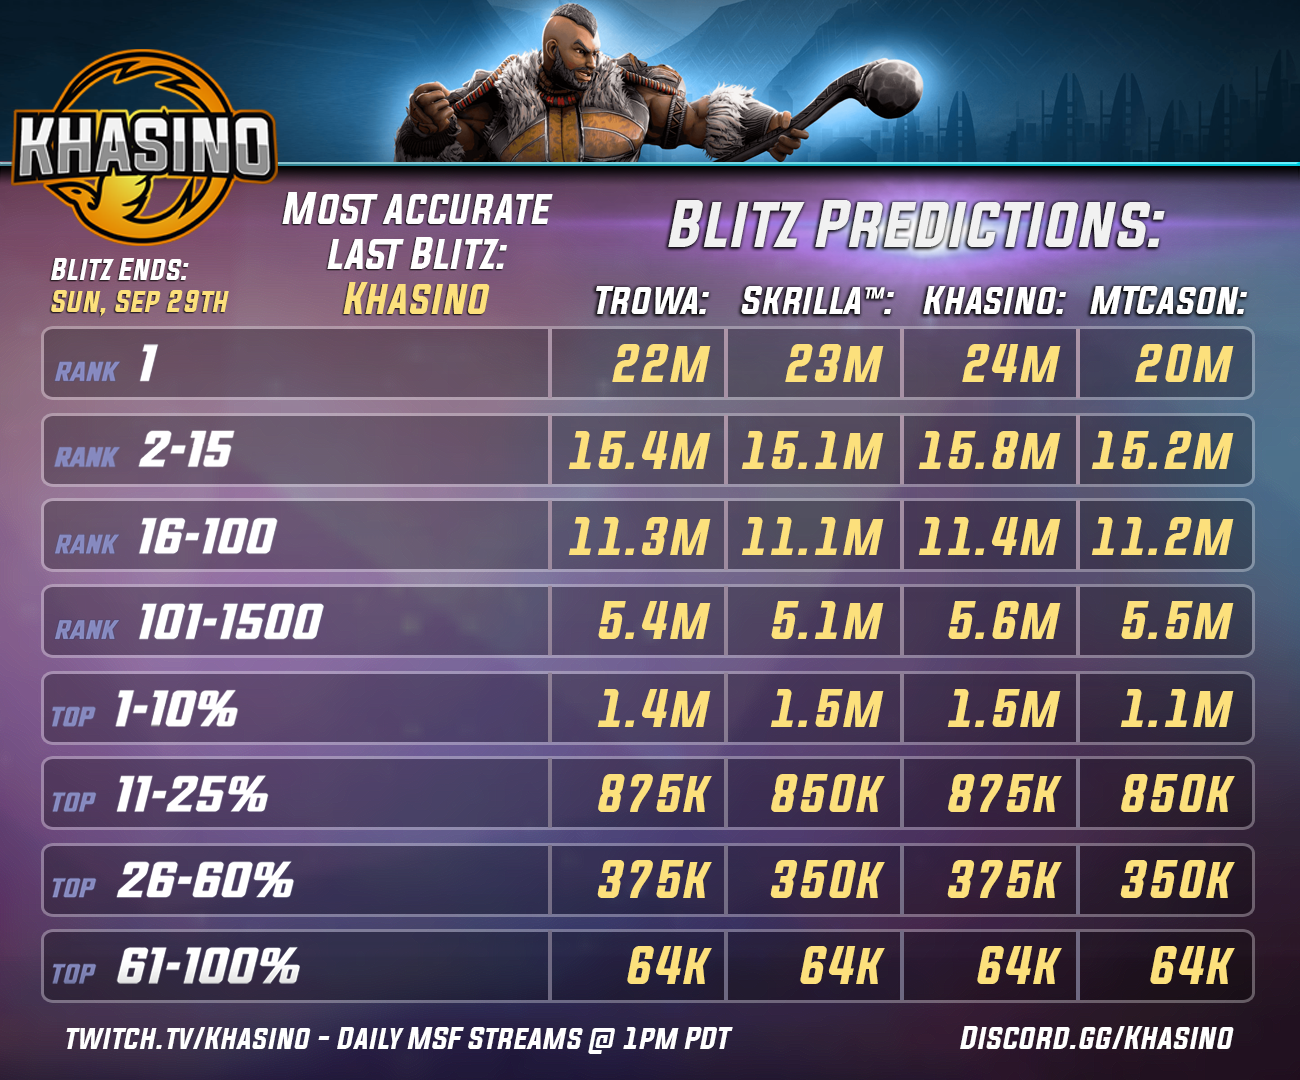 KHASINO
MOST ACCURATE
LAST BLITZ:
KHASINO
BLITZ ENDS:
SUN, SEP 29TH
BLITZ PREDICTIONS:
TROWA: SKRILLA™: KHASINO: MTCASON:
RANK 1 22M 23M 24M 20M
RANK 2-15 15.4M 15.1M 15.8M 15.2M
RANK 16-100 11.3M 11.1M 11.4M 11.2M
RANK 101-1500 5.4M 5.1M 5.6M 5.5M
TOP 1-10% 1.4M 1.5M 1.5M 1.1M
TOP 11-25% 875K 850K 875K 850K
TOP 26-60% 375K 350K 375K 350K
TOP 61-100% 64K 64K 64K 64K
TWITCH.TV/KHASINO - DAILY MSF STREAMS @ 1PM PDT
DISCORD.GG/KHASINO